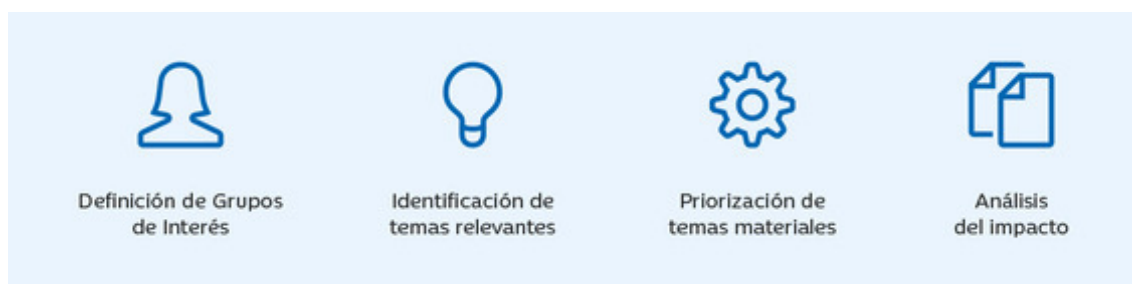 Definición de Grupos
de Interés
Identificación de
temas relevantes
Priorización de
temas materiales
Análisis
del impacto